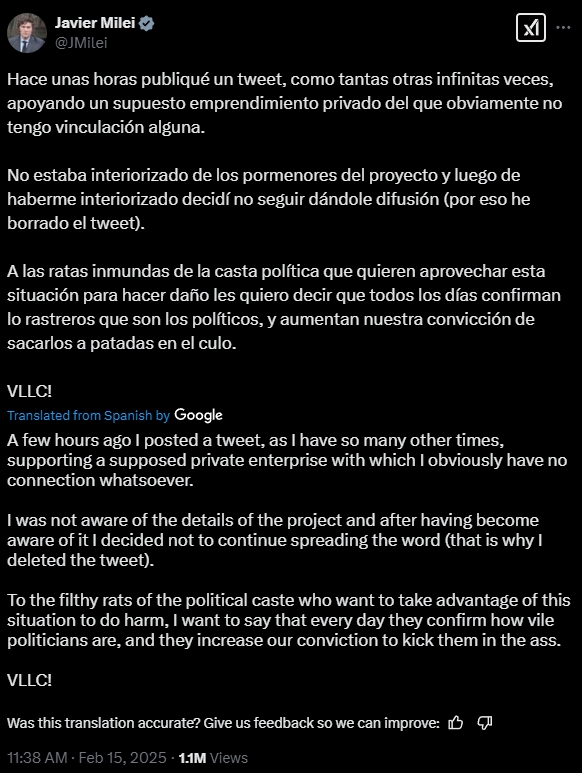 Javier Milei
@JMilei
Hace unas horas publiqué un tweet, como tantas otras infinitas veces,
apoyando un supuesto emprendimiento privado del que obviamente no
tengo vinculación alguna.
No estaba interiorizado de los pormenores del proyecto y luego de
haberme interiorizado decidí no seguir dándole difusión (por eso he
borrado el tweet).
A las ratas inmundas de la casta política que quieren aprovechar esta
situación para hacer daño les quiero decir que todos los días confirman
lo rastreros que son los políticos, y aumentan nuestra convicción de
sacarlos a patadas en el culo.
VLLC!
Translated from Spanish by Google
A few hours ago I posted a tweet, as I have so many other times,
supporting a supposed private enterprise with which I obviously have no
connection whatsoever.
I was not aware of the details of the project and after having become
aware of it I decided not to continue spreading the word (that is why I
deleted the tweet).
To the filthy rats of the political caste who want to take advantage of this
situation to do harm, I want to say that every day they confirm how vile
politicians are, and they increase our conviction to kick them in the ass.
VLLC!
Was this translation accurate? Give us feedback so we can improve:
11:38 AM · Feb 15, 2025 · 1.1M Views